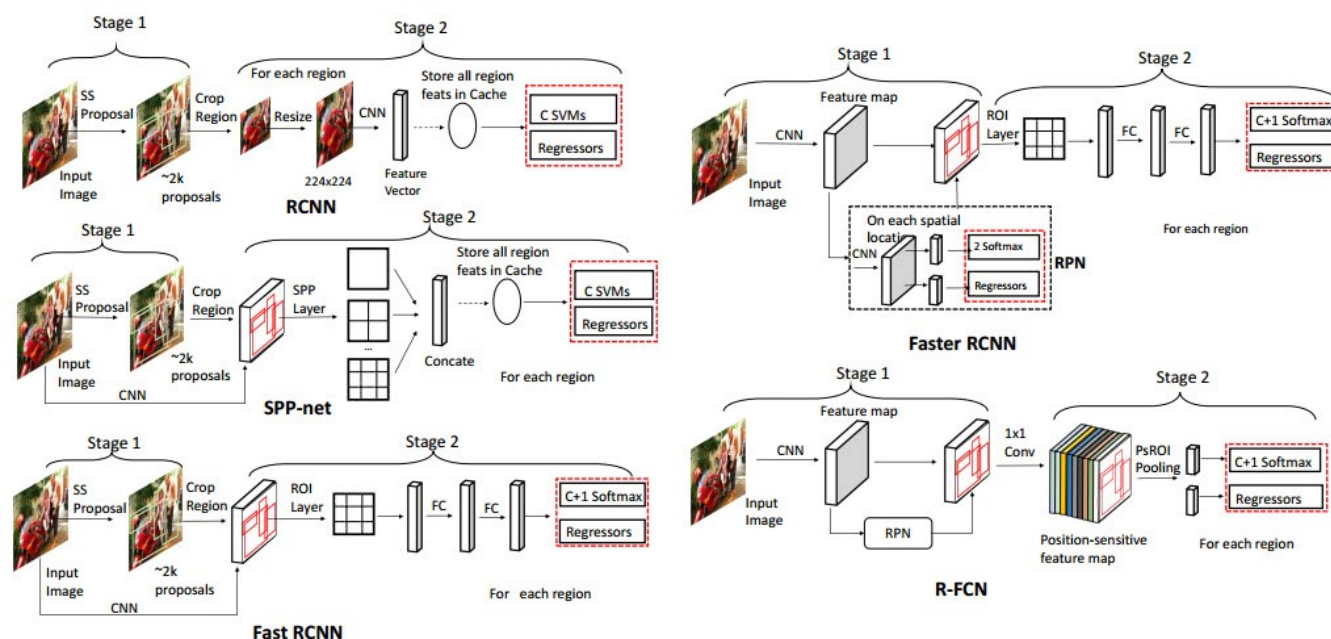 Stage 1
Stage 2
SS
Proposal
Crop
Region
For each region
Resize
CNN
Store all region
feats in Cache
C SVMs
Regressors
Input
Image
~2k
proposals
224x224
Feature
Vector
RCNN
Stage 1
Stage 2
SS
Proposal
Crop
Region
SPP
Layer
...
Store all region
feats in Cache
C SVMs
Regressors
Input
Image
~2k
proposals
CNN
Concate
For each region
SPP-net
Stage 1
Stage 2
SS
Proposal
Crop
Region
ROI
Layer
FC
FC
C+1 Softmax
Regressors
Input
Image
~2k
proposals
CNN
For each region
Fast RCNN
Stage 1
Stage 2
Feature map
CNN
ROI
Layer
FC
FC
C+1 Softmax
Regressors
Input
Image
On each spatial
location
CNN
2 Softmax
Regressors
RPN
For each region
Faster RCNN
Stage 1
Stage 2
Feature map
CNN
1x1
Conv
PsROI
Pooling
C+1 Softmax
Regressors
Input
Image
RPN
Position-sensitive
feature map
For each region
R-FCN